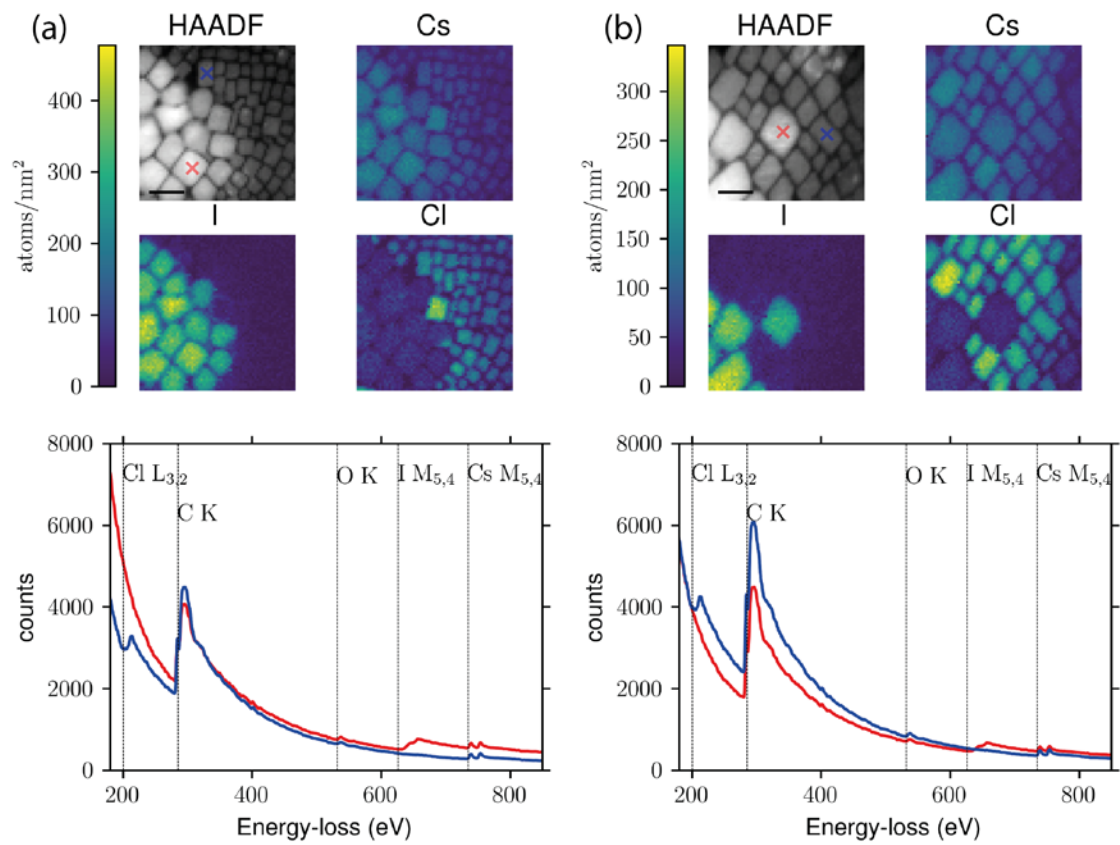 (a)
HAADF
Cs
I
Cl
atoms/nm²
400
300
200
100
0
(b)
HAADF
Cs
I
Cl
atoms/nm²
350
300
250
200
150
100
50
0
8000
6000
4000
2000
0
counts
Cl L3,2
C K
O K
I M5,4
Cs M5,4
200
400
600
800
Energy-loss (eV)
8000
6000
4000
2000
0
counts
Cl L3,2
C K
O K
I M5,4
Cs M5,4
200
400
600
800
Energy-loss (eV)